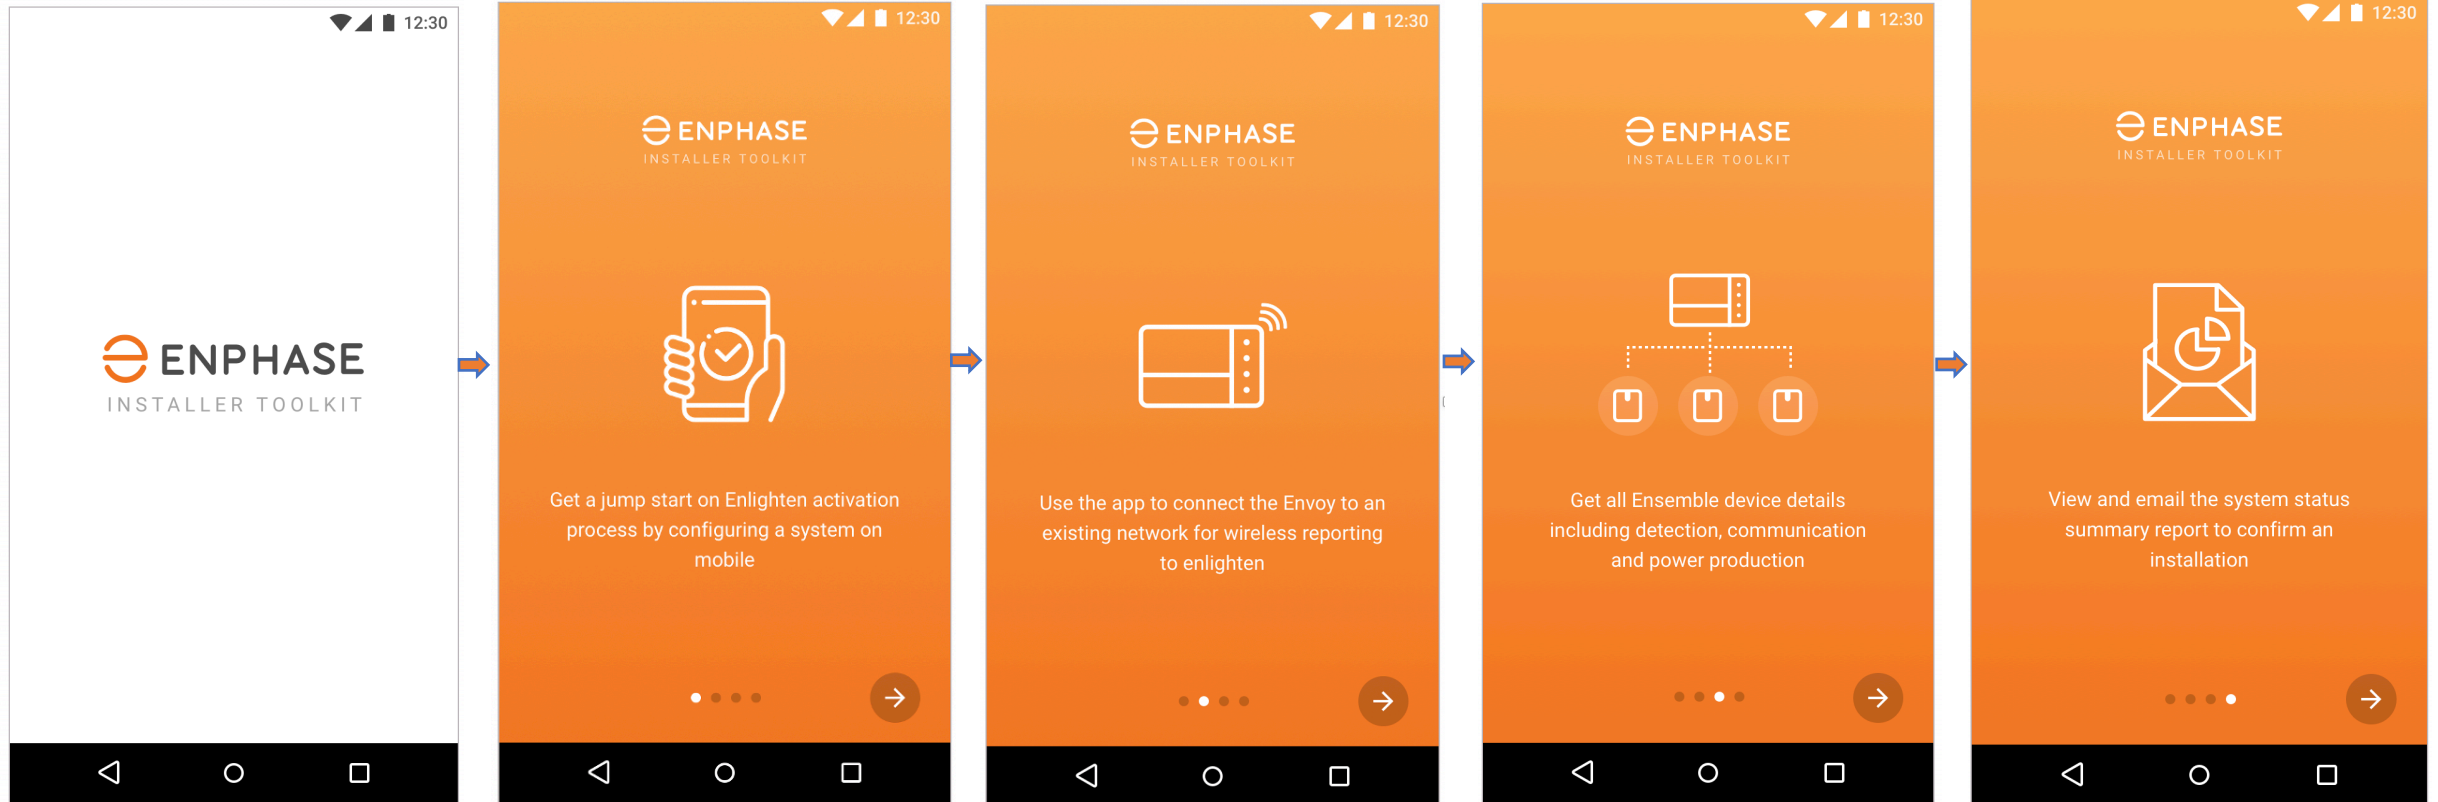 12:30
ENPHASE
INSTALLER TOOLKIT
12:30
ENPHASE
INSTALLER TOOLKIT
Get a jump start on Enlighten activation
process by configuring a system on
mobile
12:30
ENPHASE
INSTALLER TOOLKIT
Use the app to connect the Envoy to an
existing network for wireless reporting
to enlighten
12:30
ENPHASE
INSTALLER TOOLKIT
Get all Ensemble device details
including detection, communication
and power production
12:30
ENPHASE
INSTALLER TOOLKIT
View and email the system status
summary report to confirm an
installation